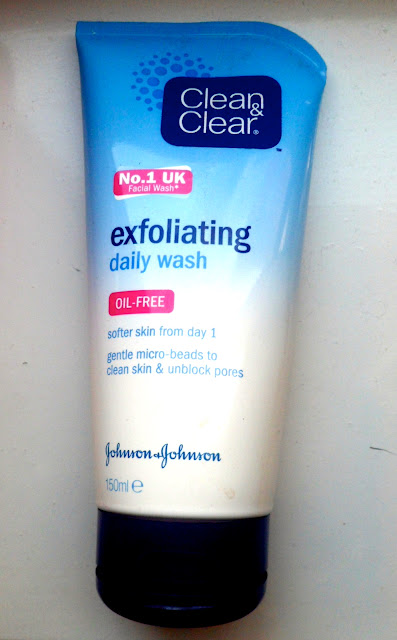 Clean
&
Clear®
™
No.1 UK
Facial Wash*
exfoliating
daily wash
OIL-FREE
softer skin from day 1
gentle micro-beads to
clean skin & unblock pores
Johnson & Johnson
150ml ℮